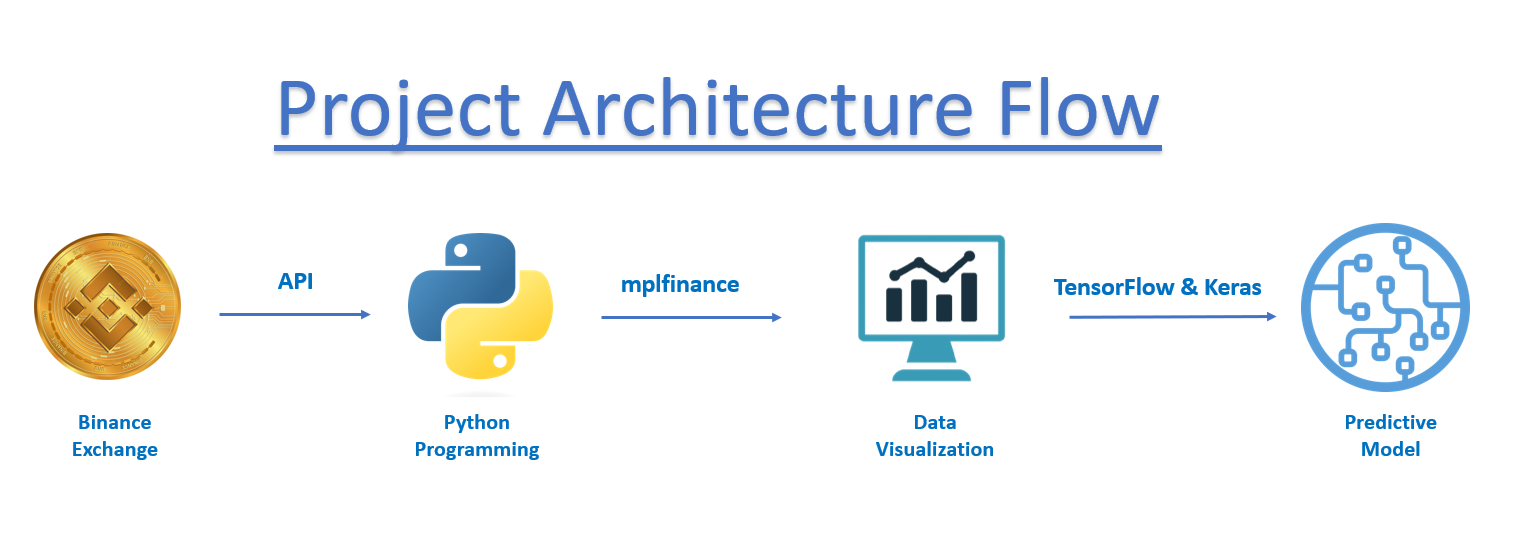 Project Architecture Flow
API
mplfinance
TensorFlow & Keras
Binance
Exchange
Python
Programming
Data
Visualization
Predictive
Model